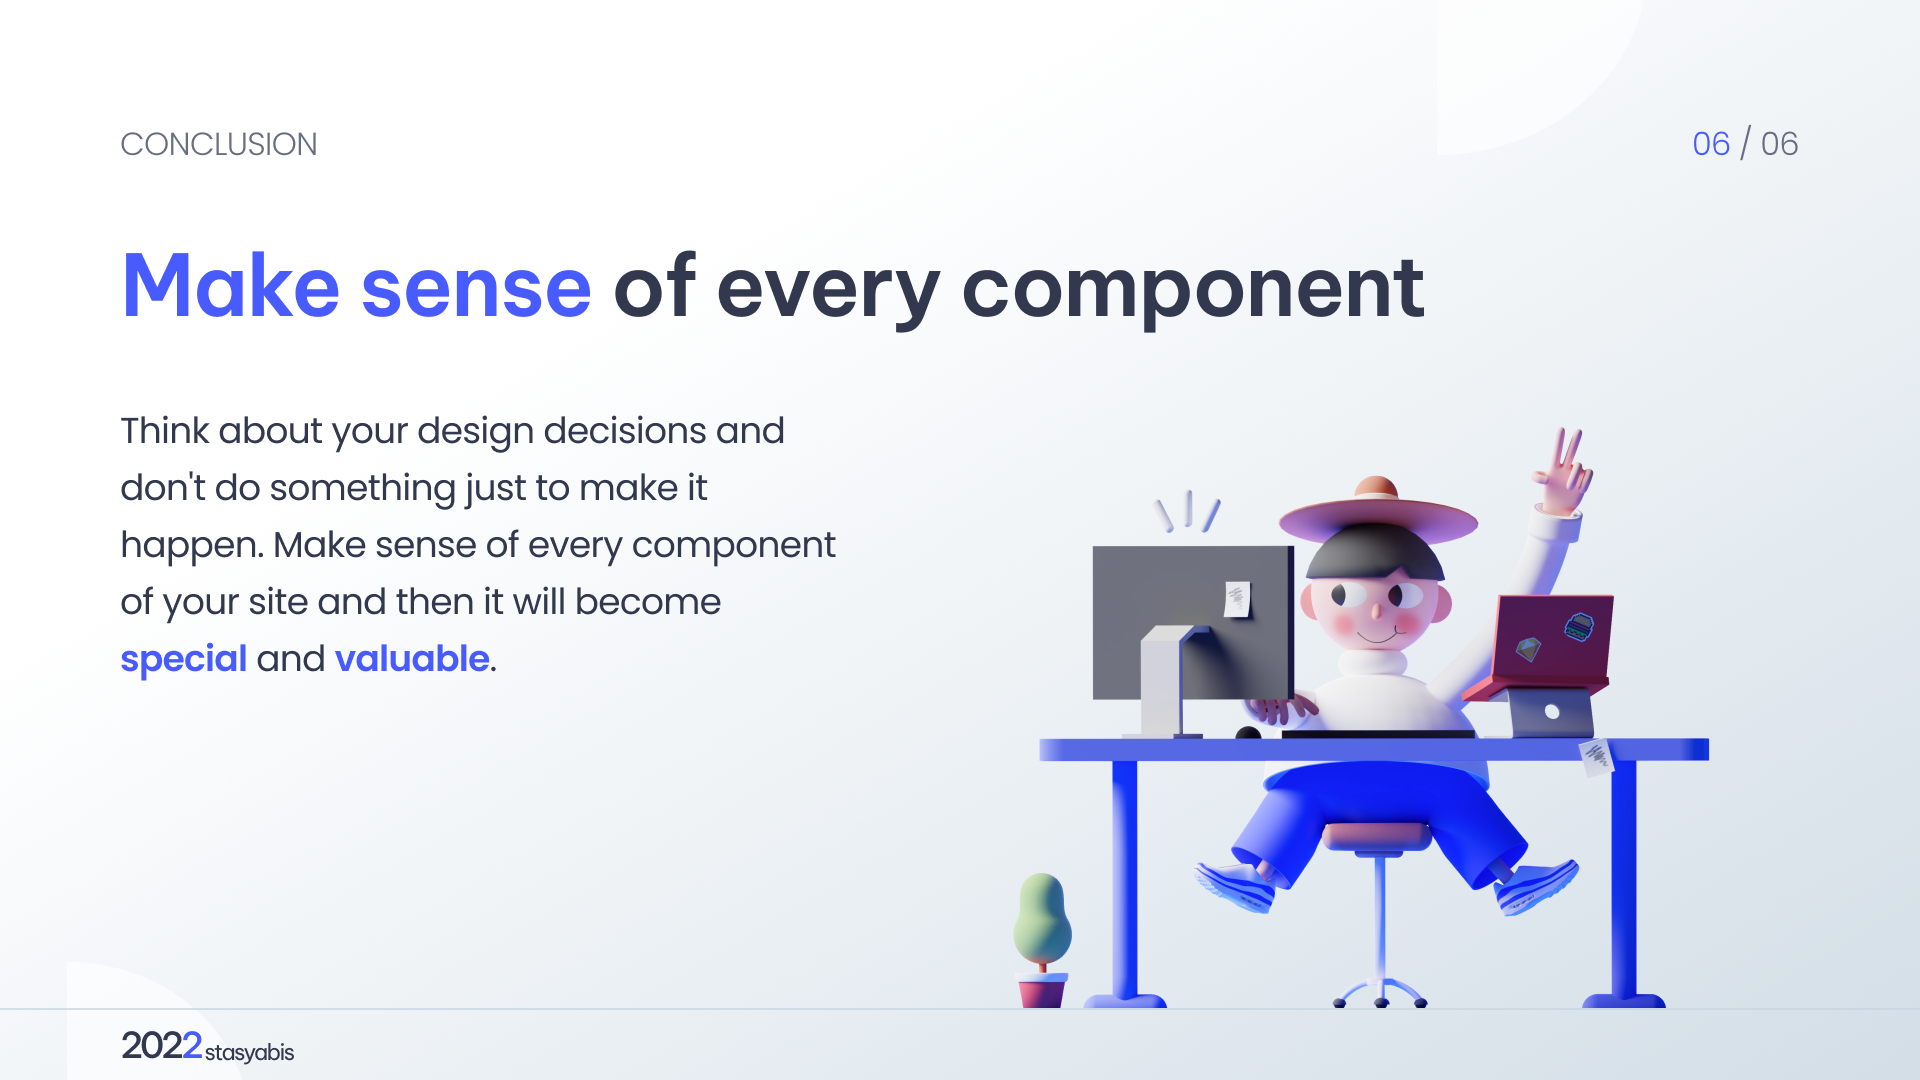 CONCLUSION
06 / 06
Make sense of every component
Think about your design decisions and
don't do something just to make it
happen. Make sense of every component
of your site and then it will become
special and valuable.
2022 stasyabis